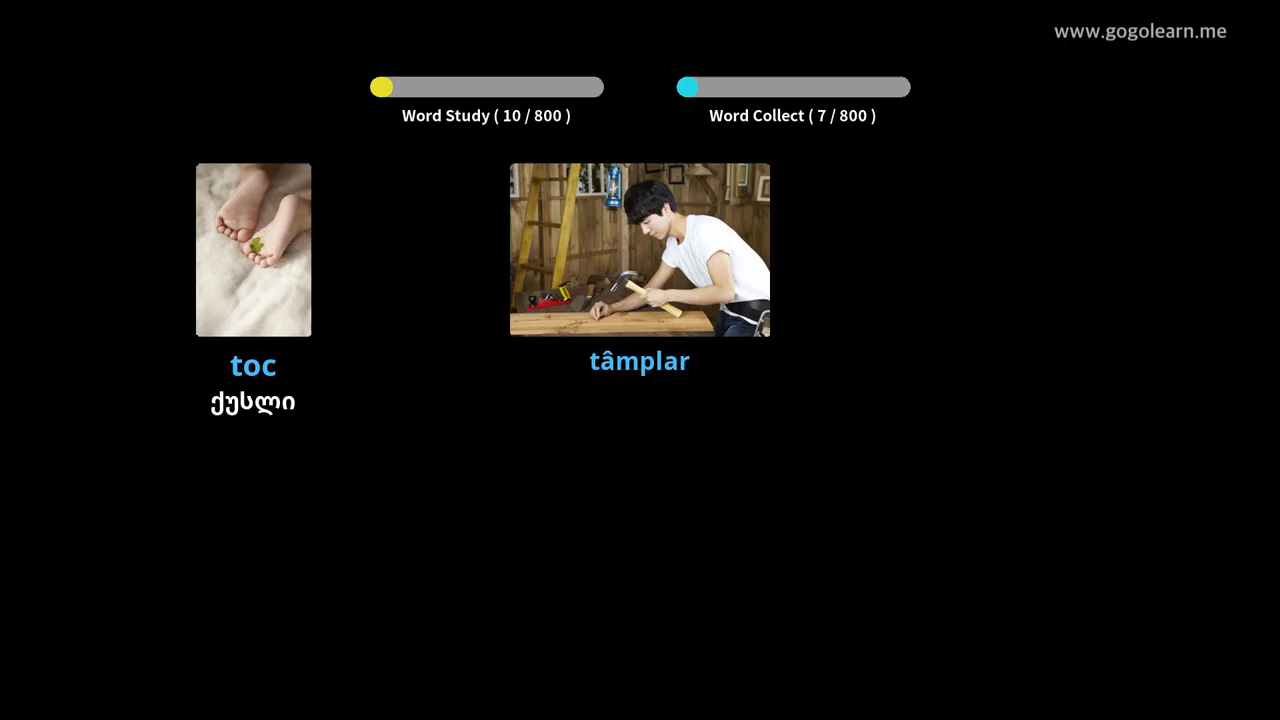 www.gogolearn.me
Word Study ( 10 / 800 )
Word Collect ( 7 / 800 )
toc
ქუსლი
tâmplar